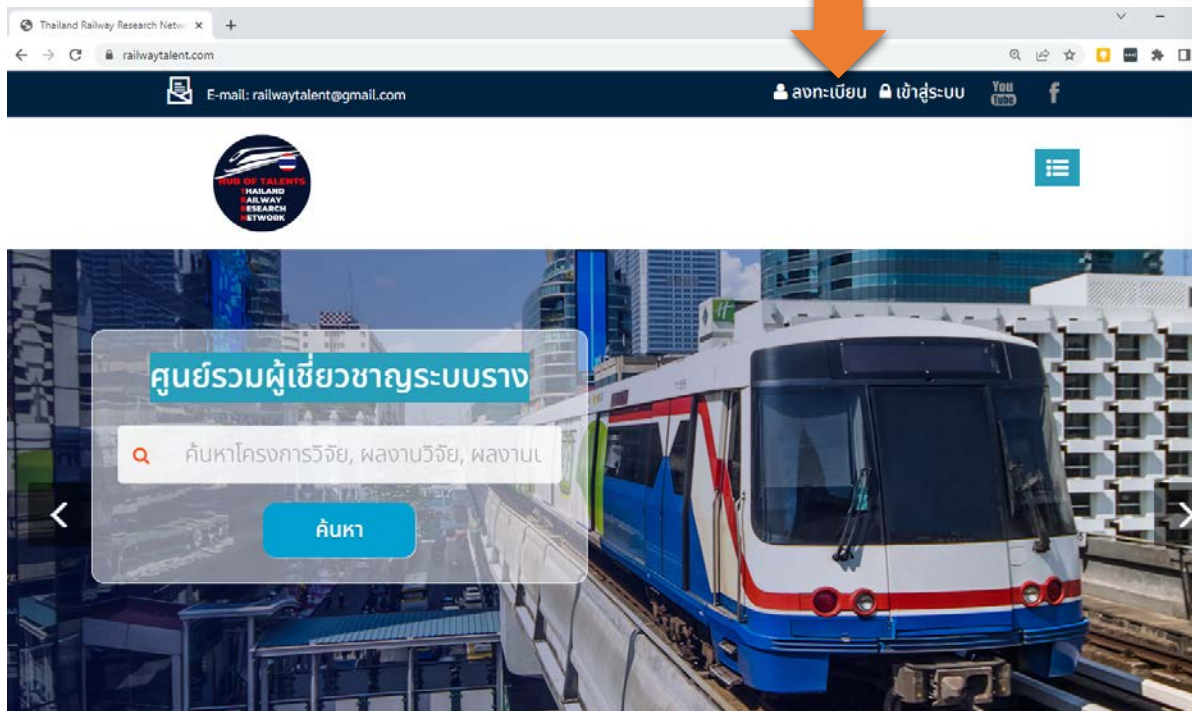 Thailand Railway Research Netw
railwaytalent.com
E-mail: railwaytalent@gmail.com
ลงทะเบียน เข้าสู่ระบบ You Tube f
HUB OF TALENTS
THAILAND
RAILWAY
RESEARCH
NETWORK
ศูนย์รวมผู้เชี่ยวชาญระบบราง
ค้นหาโครงการวิจัย, ผลงานวิจัย, ผลงานเ
ค้นหา